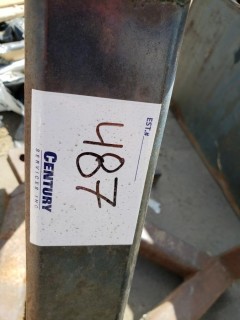 EST.#
487
CENTURY
SERVICES INC.